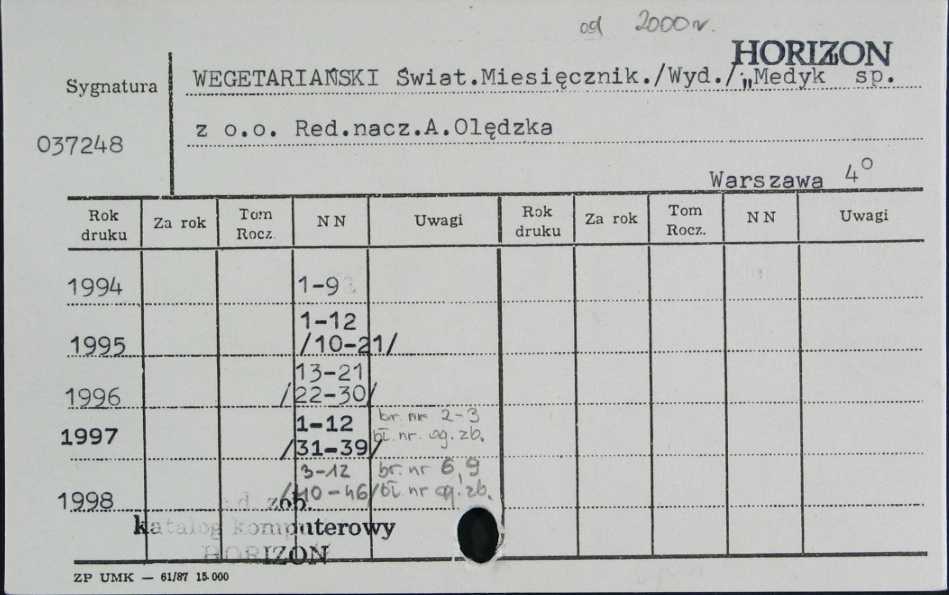 od 2000 r.
HORIZON
Sygnatura
WEGETARIAŃSKI Świat.Miesięcznik./Wyd./„Medyk sp.
z o.o. Red.nacz.A.Olędzka
037248
Warszawa 4°
Rok druku Za rok Tom Rocz. NN Uwagi Rok druku Za rok Tom Rocz. NN Uwagi
1994 1-9
1-12
1995 /10-21/
13-21
1996 /22-30/
1-12 br. nr 2-3
1997 /31-39/ bł. nr og. zb.
3-12 br. nr 6,9
1998 /40-46/ bł. nr og. zb.
d. zob.
katalog komputerowy
HORIZON
ZP UMK — 61/87 15.000